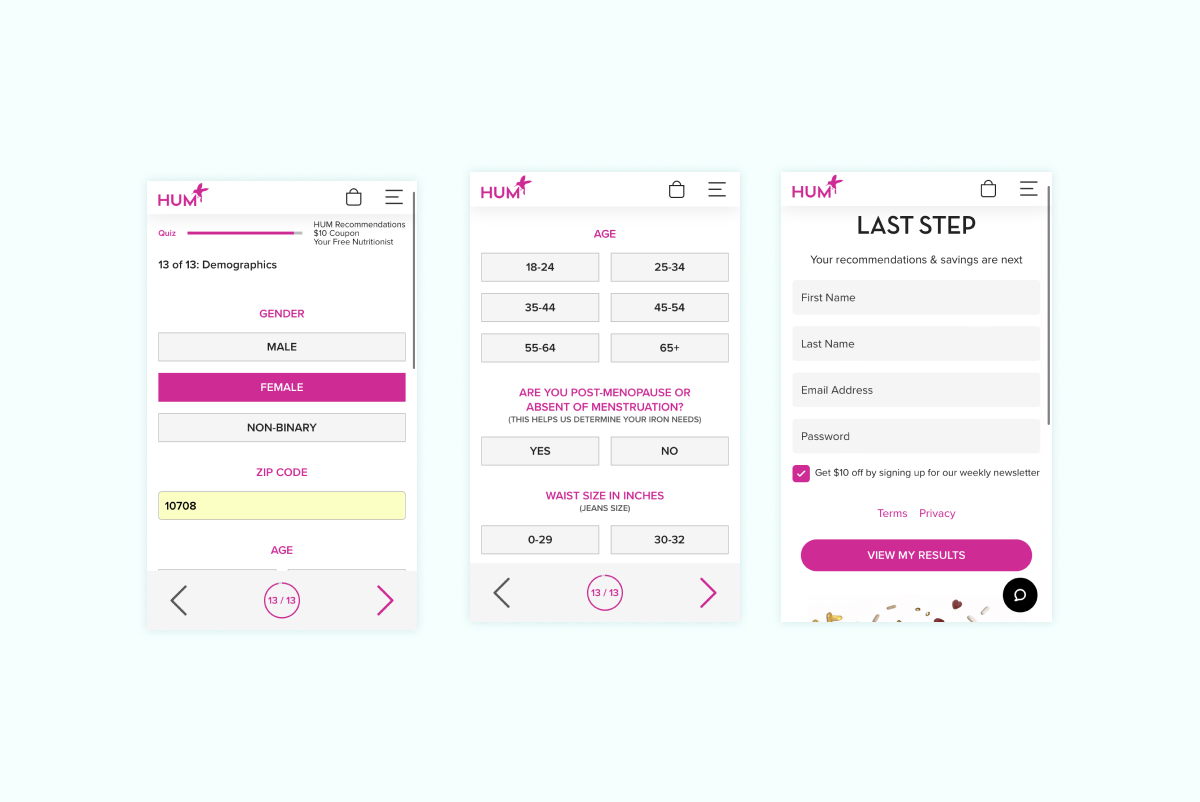 HUM
Quiz
HUM Recommendations
$10 Coupon
Your Free Nutritionist
13 of 13: Demographics
GENDER
MALE
FEMALE
NON-BINARY
ZIP CODE
10708
AGE
13 / 13
HUM
AGE
18-24
25-34
35-44
45-54
55-64
65+
ARE YOU POST-MENOPAUSE OR
ABSENT OF MENSTRUATION?
(THIS HELPS US DETERMINE YOUR IRON NEEDS)
YES
NO
WAIST SIZE IN INCHES
(JEANS SIZE)
0-29
30-32
13 / 13
HUM
LAST STEP
Your recommendations & savings are next
First Name
Last Name
Email Address
Password
Get $10 off by signing up for our weekly newsletter
Terms Privacy
VIEW MY RESULTS